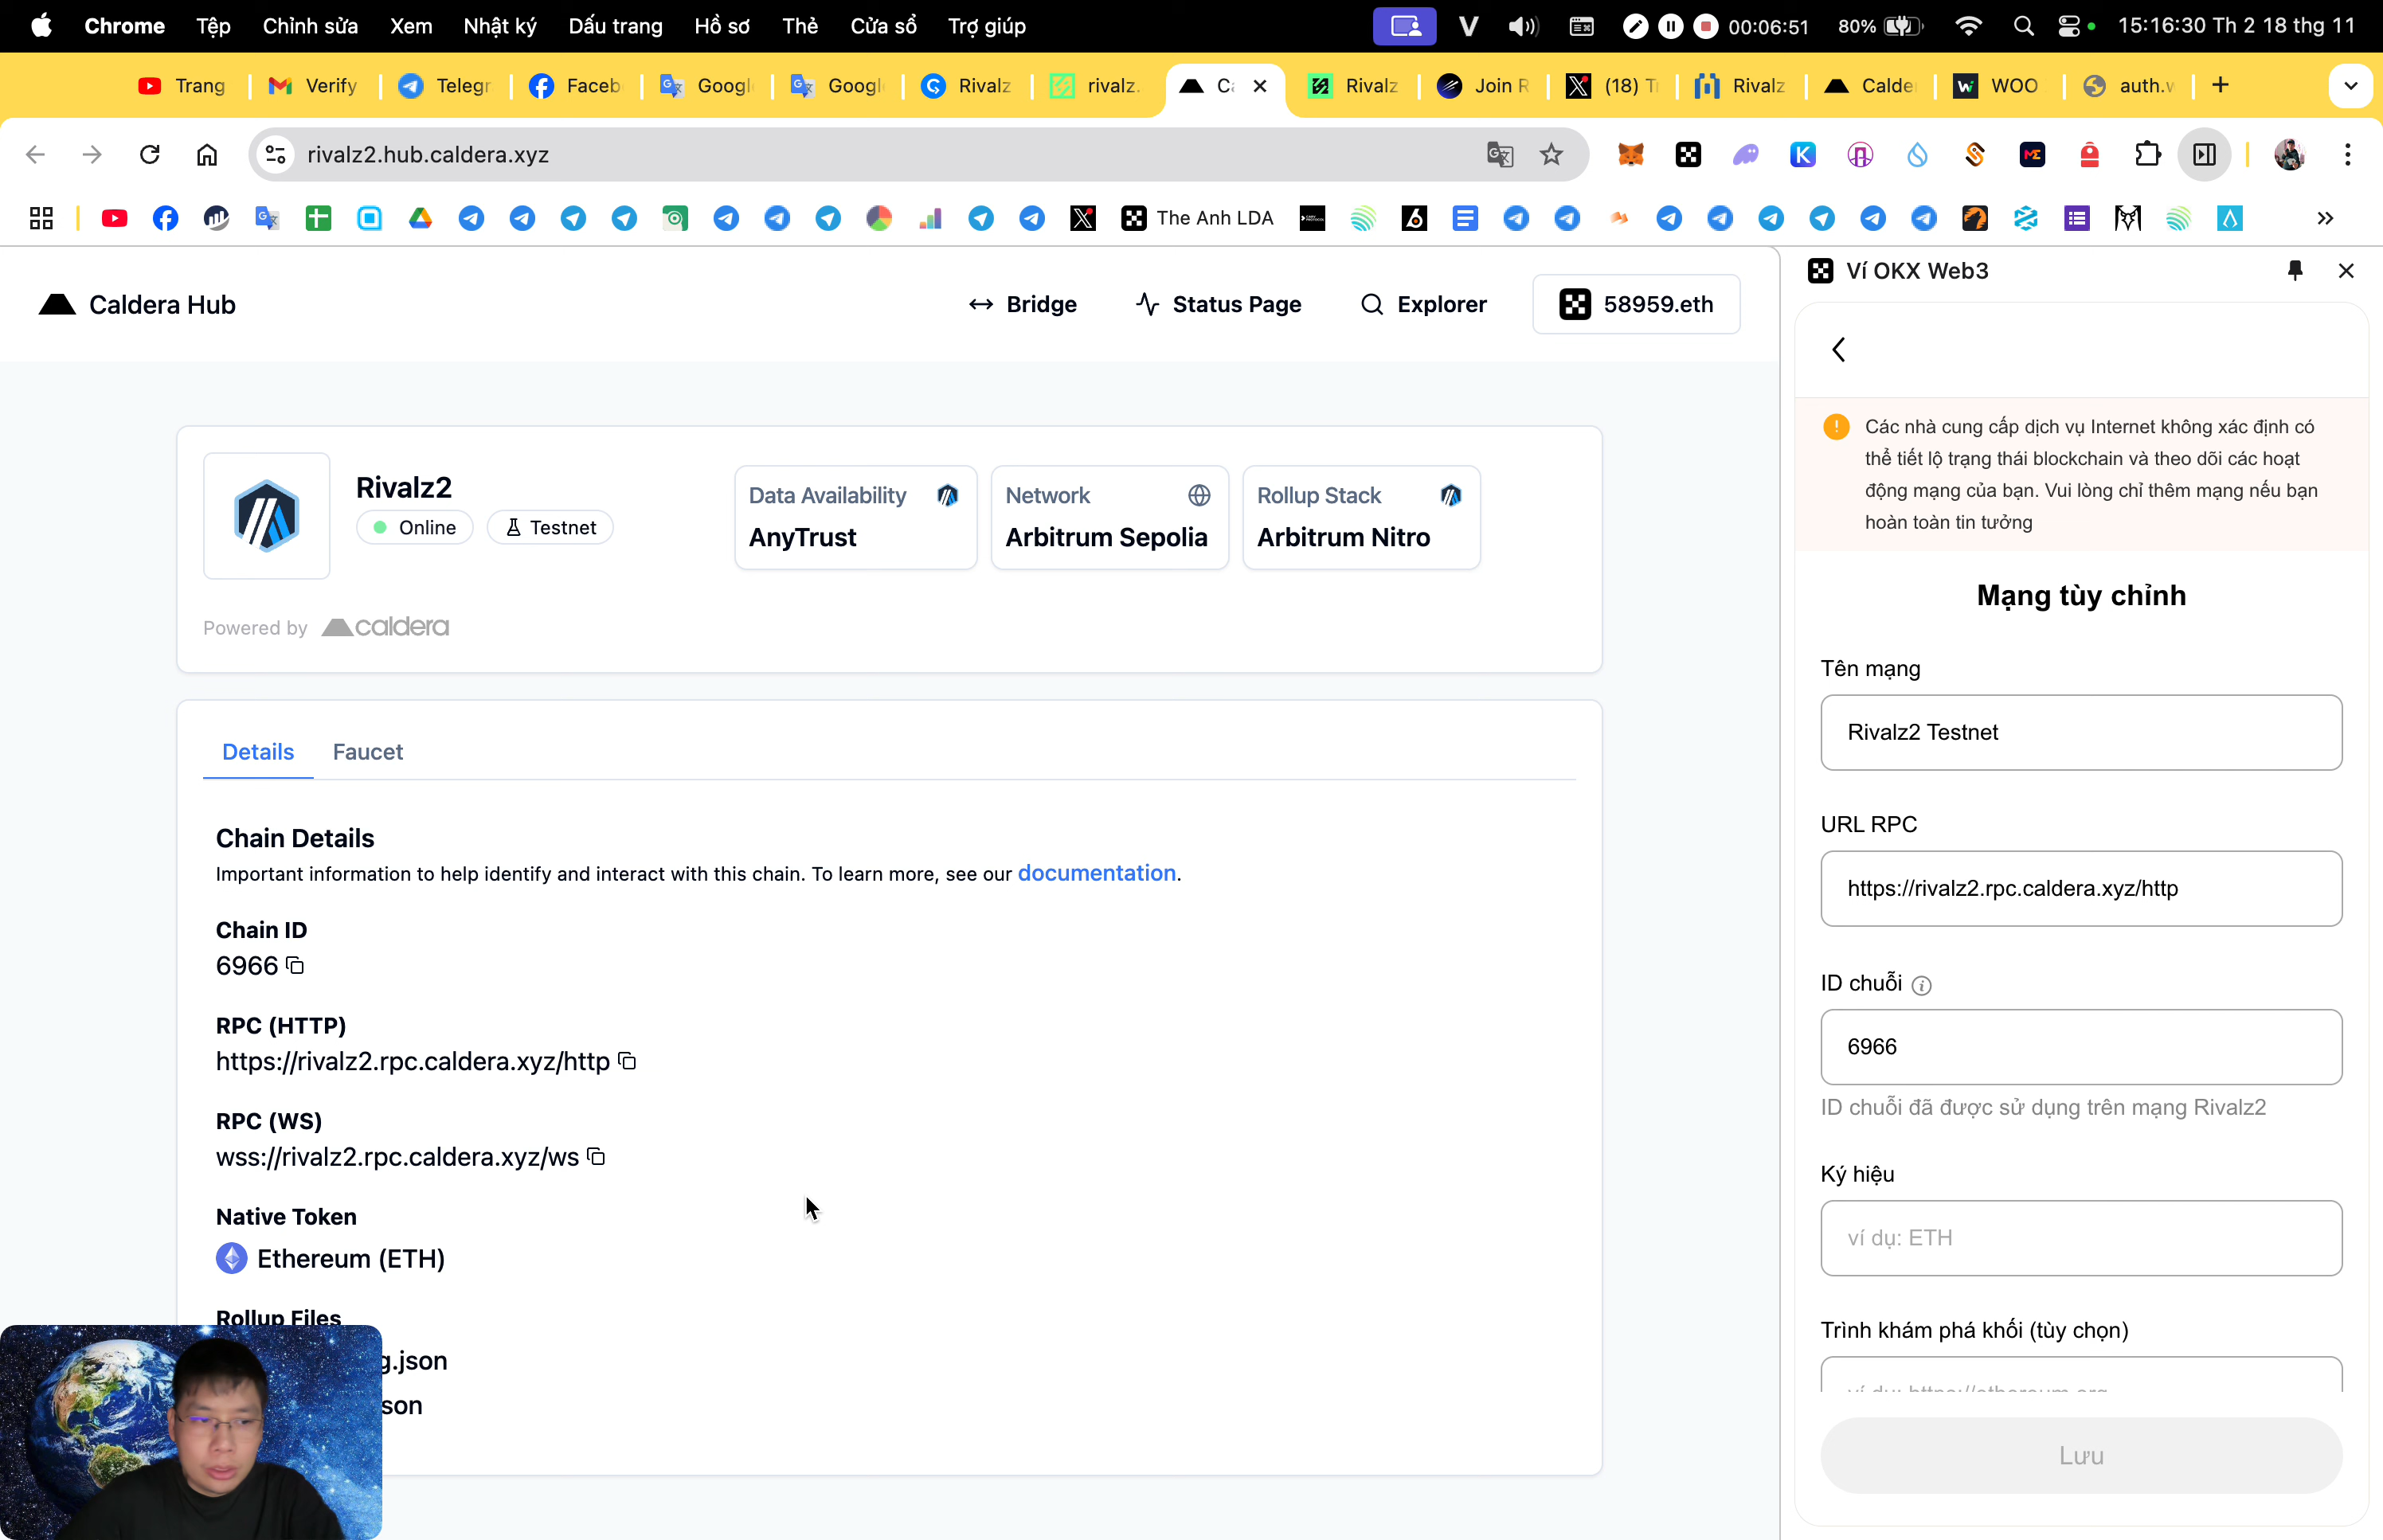 Chrome Tệp Chỉnh sửa Xem Nhật ký Dấu trang Hồ sơ Thẻ Cửa sổ Trợ giúp 00:06:51 80% 15:16:30 Th 2 18 thg 11
Trang Verify Telegr Faceb Googl Googl Rivalz rivalz. Ca Rivalz Join R (18) T Rivalz Calde WOO auth.v
rivalz2.hub.caldera.xyz
The Anh LDA
Caldera Hub
Bridge
Status Page
Explorer
58959.eth
Rivalz2
Online
Testnet
Data Availability
AnyTrust
Network
Arbitrum Sepolia
Rollup Stack
Arbitrum Nitro
Powered by caldera
Details
Faucet
Chain Details
Important information to help identify and interact with this chain. To learn more, see our documentation.
Chain ID
6966
RPC (HTTP)
https://rivalz2.rpc.caldera.xyz/http
RPC (WS)
wss://rivalz2.rpc.caldera.xyz/ws
Native Token
Ethereum (ETH)
Rollup Files
g.json
son
Ví OKX Web3
Các nhà cung cấp dịch vụ Internet không xác định có
thể tiết lộ trạng thái blockchain và theo dõi các hoạt
động mạng của bạn. Vui lòng chỉ thêm mạng nếu bạn
hoàn toàn tin tưởng
Mạng tùy chỉnh
Tên mạng
Rivalz2 Testnet
URL RPC
https://rivalz2.rpc.caldera.xyz/http
ID chuỗi
6966
ID chuỗi đã được sử dụng trên mạng Rivalz2
Ký hiệu
ví dụ: ETH
Trình khám phá khối (tùy chọn)
ví dụ: https://ethereum.org
Lưu